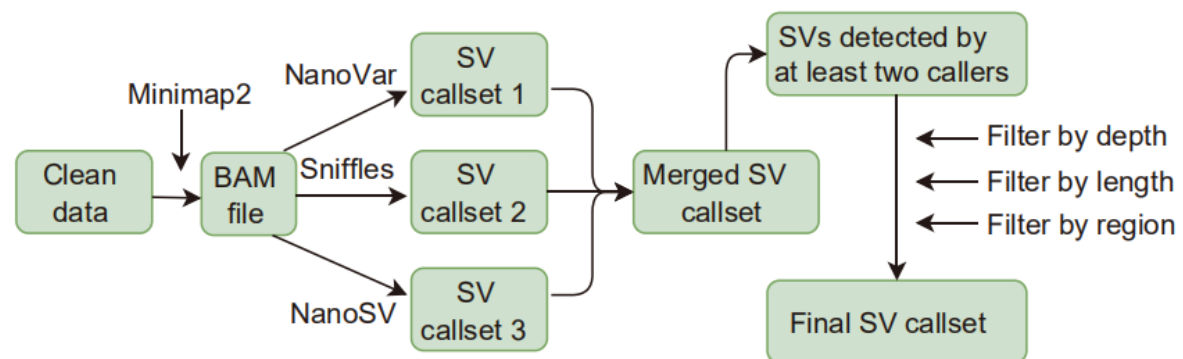 Clean
data
Minimap2
BAM
file
NanoVar
Sniffles
NanoSV
SV
callset 1
SV
callset 2
SV
callset 3
Merged SV
callset
SVs detected by
at least two callers
Filter by depth
Filter by length
Filter by region
Final SV callset